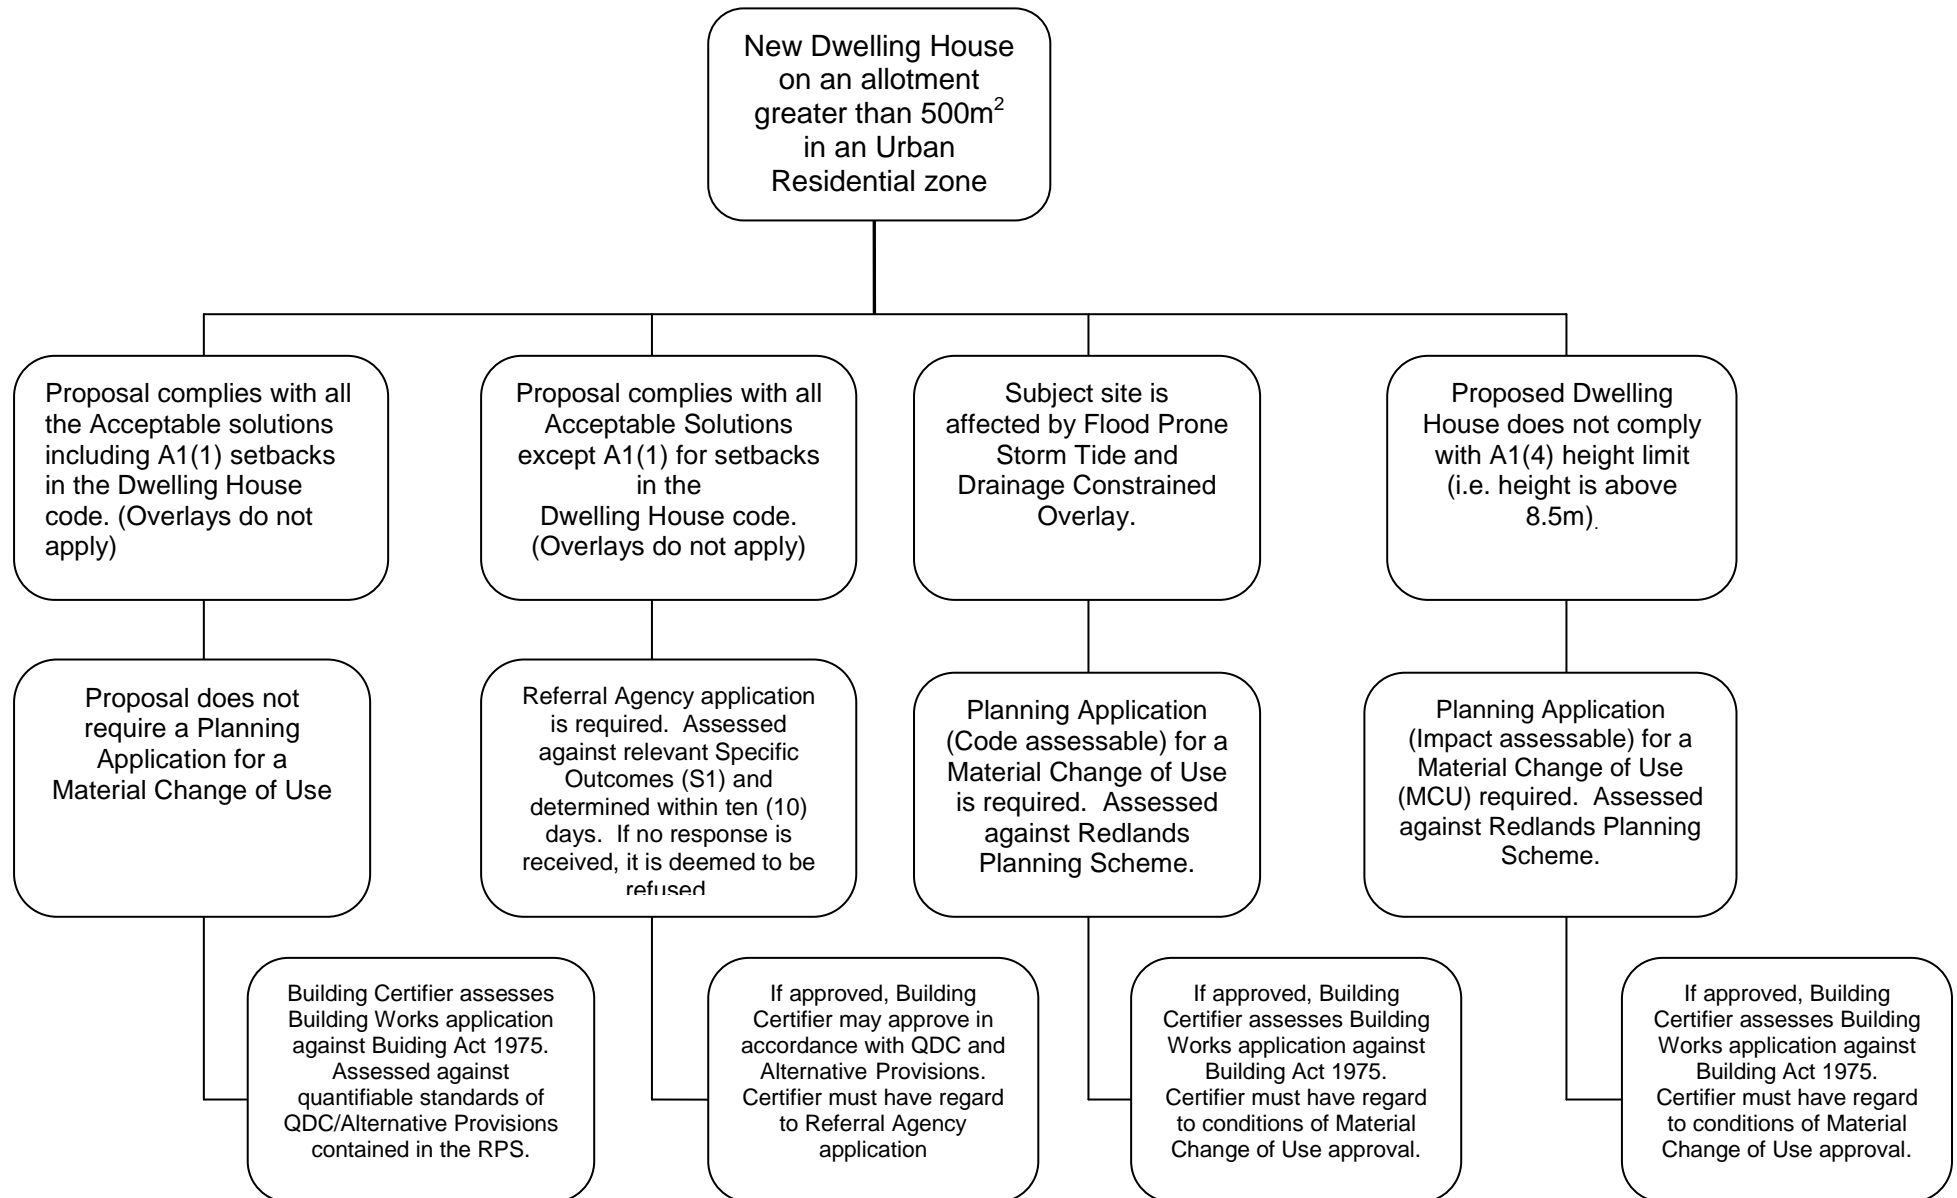 New Dwelling House
on an allotment
greater than 500m²
in an Urban
Residential zone
Proposal complies with all
the Acceptable solutions
including A1(1) setbacks
in the Dwelling House
code. (Overlays do not
apply)
Proposal complies with all
Acceptable Solutions
except A1(1) for setbacks
in the
Dwelling House code.
(Overlays do not apply)
Subject site is
affected by Flood Prone
Storm Tide and
Drainage Constrained
Overlay.
Proposed Dwelling
House does not comply
with A1(4) height limit
(i.e. height is above
8.5m).
Proposal does not
require a Planning
Application for a
Material Change of Use
Referral Agency application
is required. Assessed
against relevant Specific
Outcomes (S1) and
determined within ten (10)
days. If no response is
received, it is deemed to be
refused
Planning Application
(Code assessable) for a
Material Change of Use
is required. Assessed
against Redlands
Planning Scheme.
Planning Application
(Impact assessable) for a
Material Change of Use
(MCU) required. Assessed
against Redlands Planning
Scheme.
Building Certifier assesses
Building Works application
against Buiding Act 1975.
Assessed against
quantifiable standards of
QDC/Alternative Provisions
contained in the RPS.
If approved, Building
Certifier may approve in
accordance with QDC and
Alternative Provisions.
Certifier must have regard
to Referral Agency
application
If approved, Building
Certifier assesses Building
Works application against
Building Act 1975.
Certifier must have regard
to conditions of Material
Change of Use approval.
If approved, Building
Certifier assesses Building
Works application against
Building Act 1975.
Certifier must have regard
to conditions of Material
Change of Use approval.